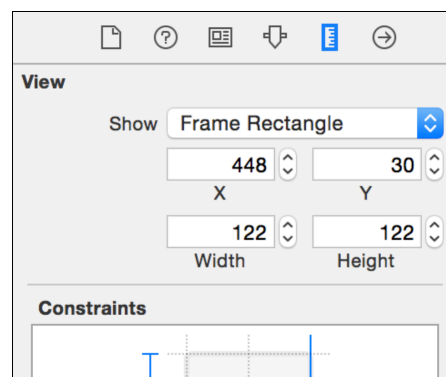 View
Show Frame Rectangle
448 30
X Y
122 122
Width Height
Constraints